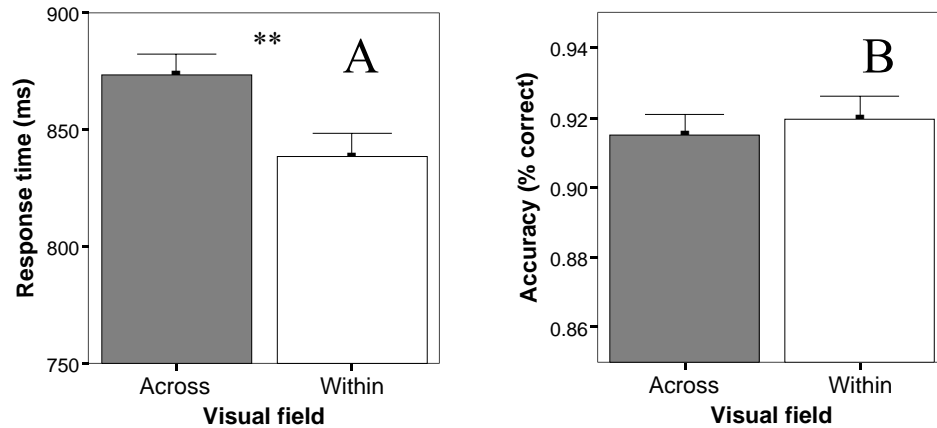 Response time (ms)
900
850
800
750
**
A
Across
Within
Visual field
Accuracy (% correct)
0.94
0.92
0.90
0.88
0.86
B
Across
Within
Visual field